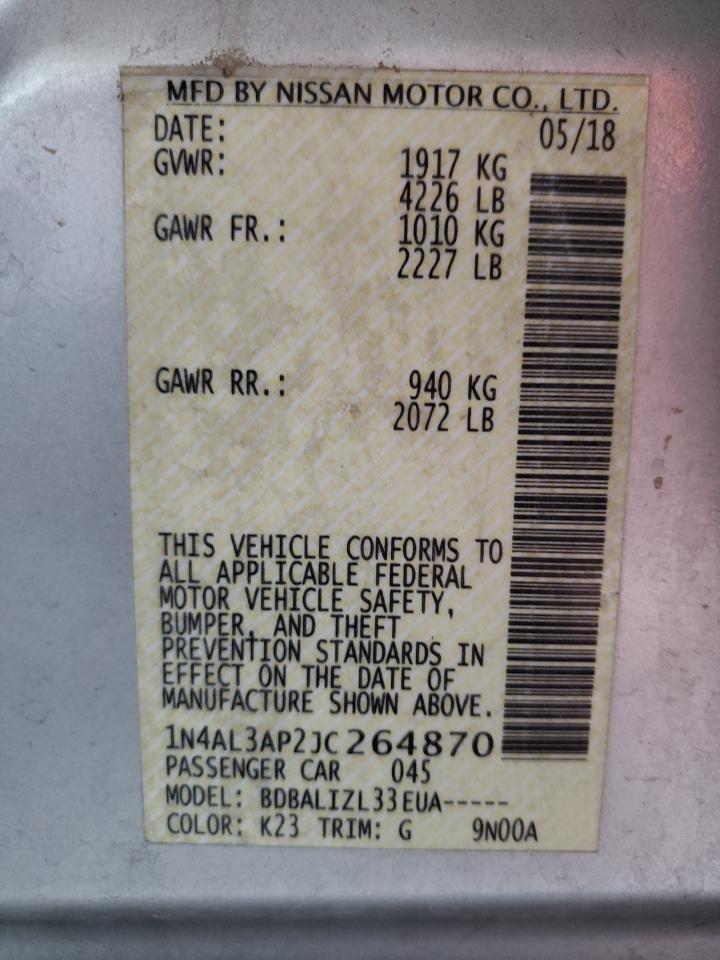 MFD BY NISSAN MOTOR CO., LTD.
DATE: 05/18
GVWR: 1917 KG
4226 LB
GAWR FR.: 1010 KG
2227 LB
GAWR RR.: 940 KG
2072 LB
THIS VEHICLE CONFORMS TO
ALL APPLICABLE FEDERAL
MOTOR VEHICLE SAFETY,
BUMPER, AND THEFT
PREVENTION STANDARDS IN
EFFECT ON THE DATE OF
MANUFACTURE SHOWN ABOVE.
1N4AL3AP2JC264870
PASSENGER CAR 045
MODEL: BDBALIZL33EUA-----
COLOR: K23 TRIM: G 9N00A